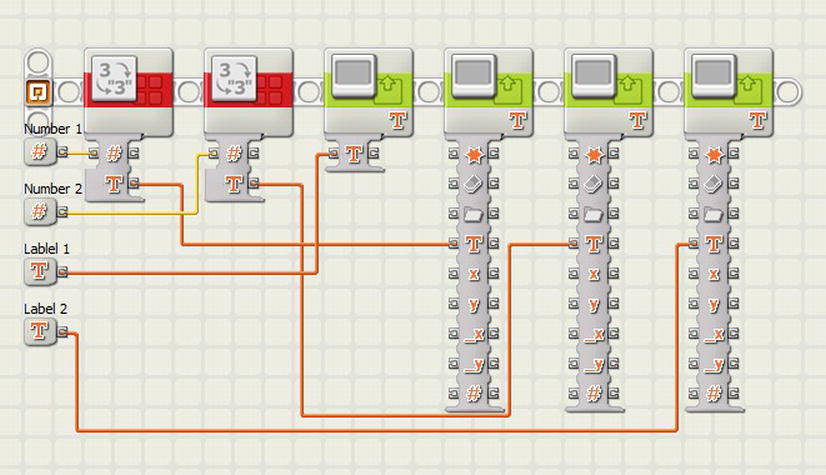 3
"3"
3
"3"
T
T
T
T
Number 1
#
#
#
T
T
T
T
T
Number 2
#
Lablel 1
T
T
T
T
x
x
x
Label 2
y
y
y
T
_x
_x
_x
_y
_y
_y
#
#
#